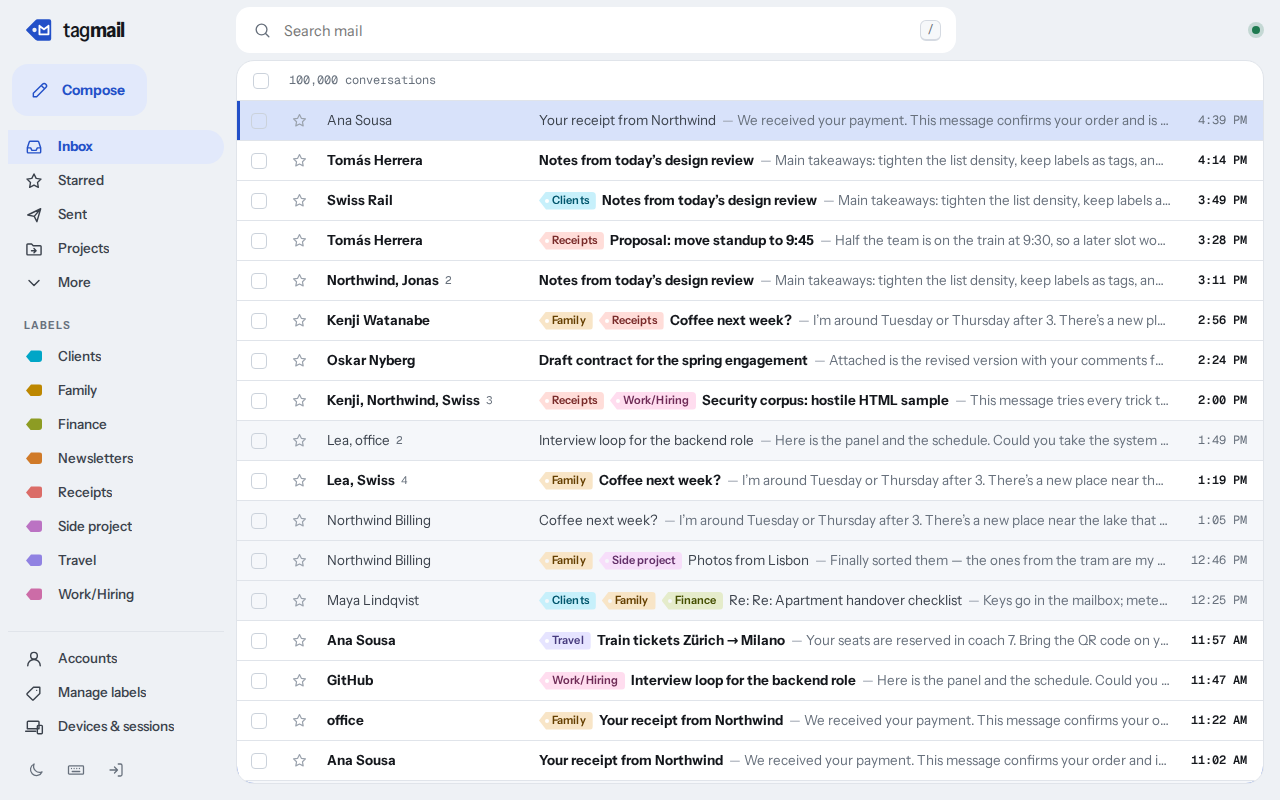 tagmail
Search mail
/
Compose
Inbox
Starred
Sent
Projects
More
LABELS
Clients
Family
Finance
Newsletters
Receipts
Side project
Travel
Work/Hiring
Accounts
Manage labels
Devices & sessions
100,000 conversations
Ana Sousa Your receipt from Northwind — We received your payment. This message confirms your order and is … 4:39 PM
Tomás Herrera Notes from today’s design review — Main takeaways: tighten the list density, keep labels as tags, an… 4:14 PM
Swiss Rail Clients Notes from today’s design review — Main takeaways: tighten the list density, keep labels a… 3:49 PM
Tomás Herrera Receipts Proposal: move standup to 9:45 — Half the team is on the train at 9:30, so a later slot wo… 3:28 PM
Northwind, Jonas 2 Notes from today’s design review — Main takeaways: tighten the list density, keep labels as tags, an… 3:11 PM
Kenji Watanabe Family Receipts Coffee next week? — I’m around Tuesday or Thursday after 3. There’s a new pl… 2:56 PM
Oskar Nyberg Draft contract for the spring engagement — Attached is the revised version with your comments f… 2:24 PM
Kenji, Northwind, Swiss 3 Receipts Work/Hiring Security corpus: hostile HTML sample — This message tries every trick t… 2:00 PM
Lea, office 2 Interview loop for the backend role — Here is the panel and the schedule. Could you take the system … 1:49 PM
Lea, Swiss 4 Family Coffee next week? — I’m around Tuesday or Thursday after 3. There’s a new place near th… 1:19 PM
Northwind Billing Coffee next week? — I’m around Tuesday or Thursday after 3. There’s a new place near the lake that … 1:05 PM
Northwind Billing Family Side project Photos from Lisbon — Finally sorted them — the ones from the tram are my … 12:46 PM
Maya Lindqvist Clients Family Finance Re: Re: Apartment handover checklist — Keys go in the mailbox; mete… 12:25 PM
Ana Sousa Travel Train tickets Zürich → Milano — Your seats are reserved in coach 7. Bring the QR code on y… 11:57 AM
GitHub Work/Hiring Interview loop for the backend role — Here is the panel and the schedule. Could you … 11:47 AM
office Family Your receipt from Northwind — We received your payment. This message confirms your o… 11:22 AM
Ana Sousa Your receipt from Northwind — We received your payment. This message confirms your order and i… 11:02 AM